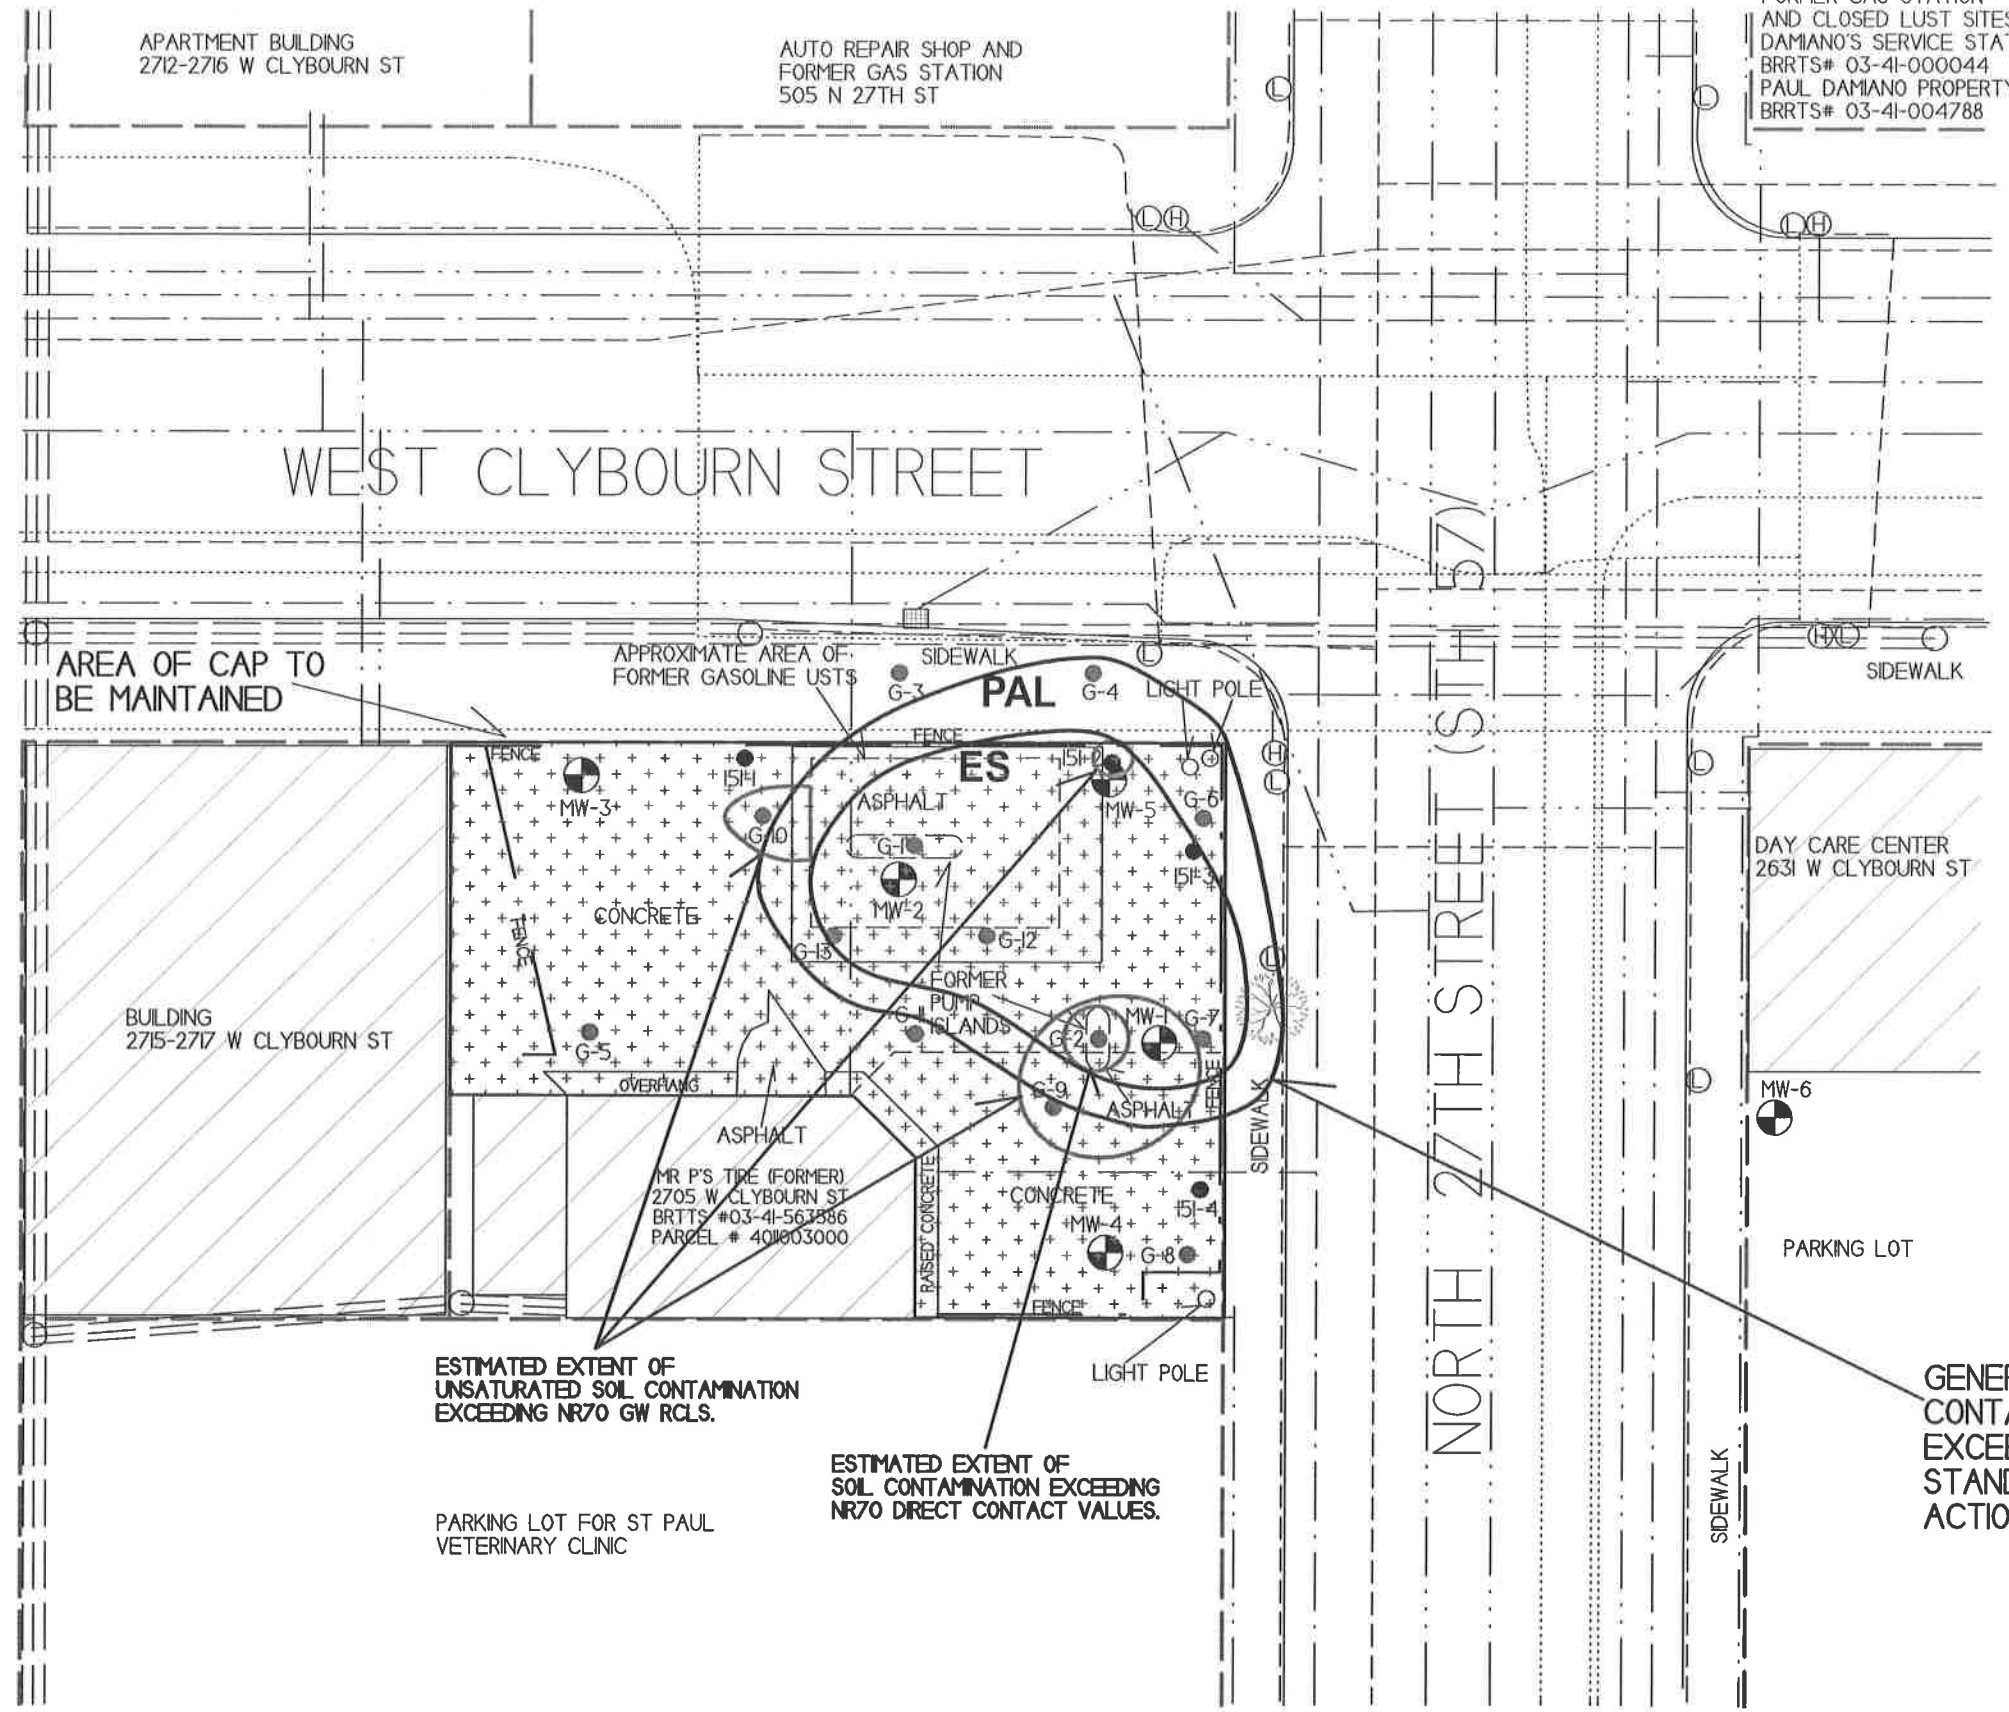 APARTMENT BUILDING
2712-2716 W CLYBOURN ST
AUTO REPAIR SHOP AND
FORMER GAS STATION
505 N 27TH ST
FORMER GAS STATION
AND CLOSED LUST SITES
DAMIANO'S SERVICE STAT
BRRTS# 03-41-000044
PAUL DAMIANO PROPERTY
BRRTS# 03-41-004788
L
L
L H
L H
WEST CLYBOURN STREET
NORTH 27TH STREET (STH 57)
AREA OF CAP TO
BE MAINTAINED
APPROXIMATE AREA OF
FORMER GASOLINE USTS
SIDEWALK
G-3
PAL
G-4
L
LIGHT POLE
H L
SIDEWALK
FENCE
FENCE
ES
MW-3
151-1
151-2
MW-5
G-6
H
L
L
ASPHALT
G-10
G-1
MW-2
151-3
DAY CARE CENTER
2631 W CLYBOURN ST
CONCRETE
FENCE
G-13
G-12
L
FORMER
PUMP
ISLANDS
G-11
MW-1
G-7
G-2
BUILDING
2715-2717 W CLYBOURN ST
G-5
OVERHANG
G-9
ASPHALT
FENCE
SIDEWALK
L
MW-6
ASPHALT
MR P'S TIRE (FORMER)
2705 W CLYBOURN ST
BRTTS #03-41-563586
PARCEL # 4011003000
RAISED CONCRETE
CONCRETE
151-4
MW-4
G-8
FENCE
PARKING LOT
LIGHT POLE
ESTIMATED EXTENT OF
UNSATURATED SOIL CONTAMINATION
EXCEEDING NR70 GW RCLS.
ESTIMATED EXTENT OF
SOIL CONTAMINATION EXCEEDING
NR70 DIRECT CONTACT VALUES.
GENER
CONTA
EXCEE
STAND
ACTIO
SIDEWALK
PARKING LOT FOR ST PAUL
VETERINARY CLINIC